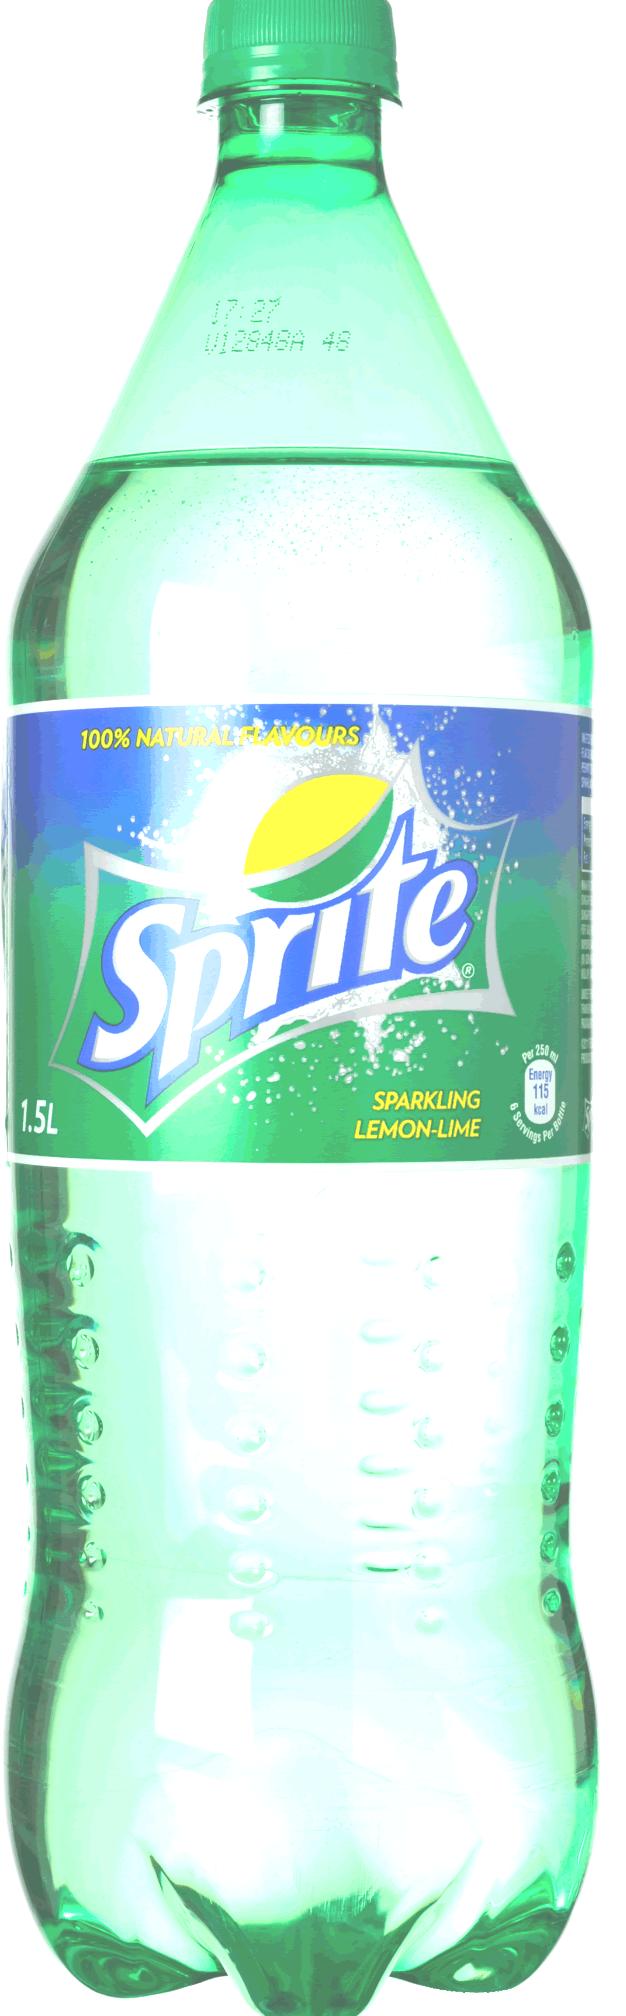 17:27
U12848A 48
100% NATURAL FLAVOURS
Sprite®
1.5L
SPARKLING
LEMON-LIME
Per 250 ml
Energy
115
kcal
6 Servings Per Bottle